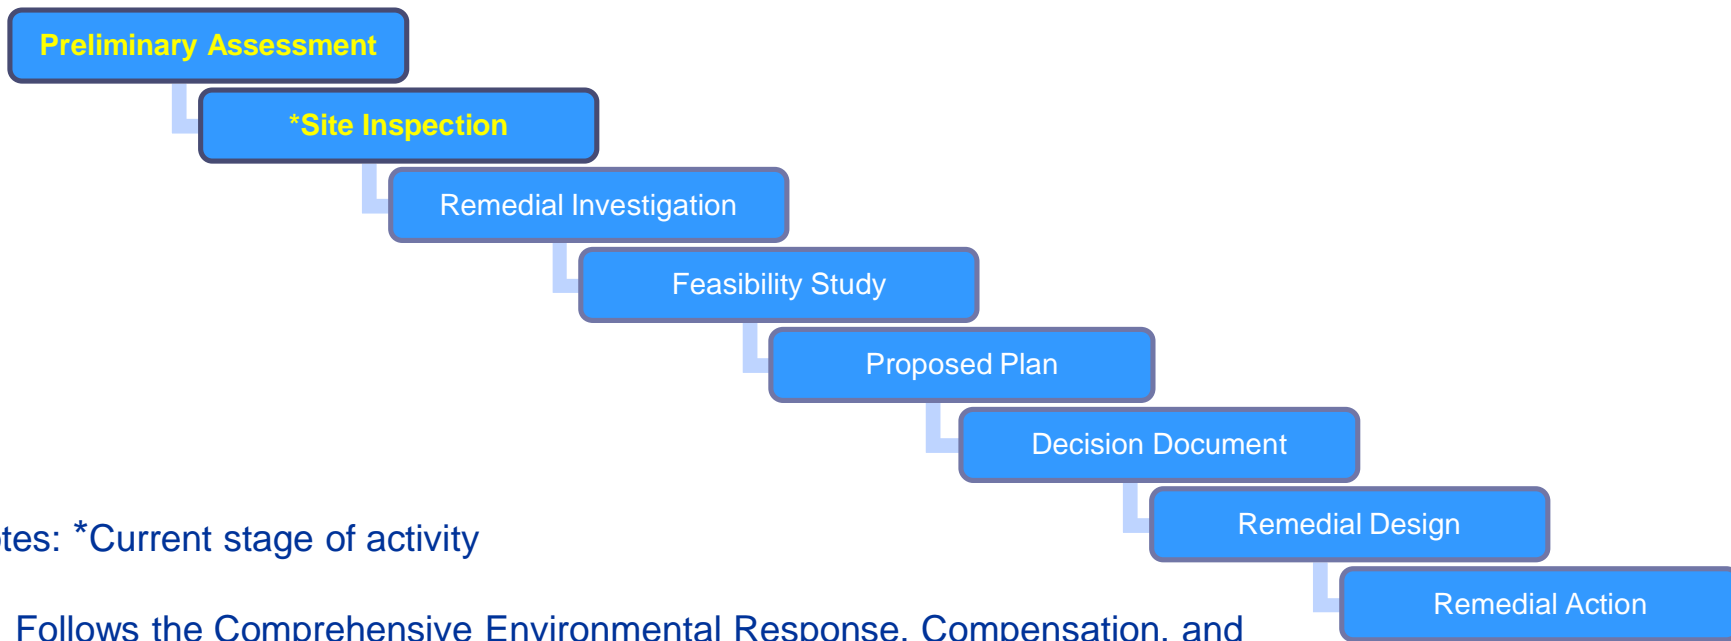 Preliminary Assessment
*Site Inspection
Remedial Investigation
Feasibility Study
Proposed Plan
Decision Document
Remedial Design
Remedial Action
otes: *Current stage of activity
Follows the Comprehensive Environmental Response, Compensation, and